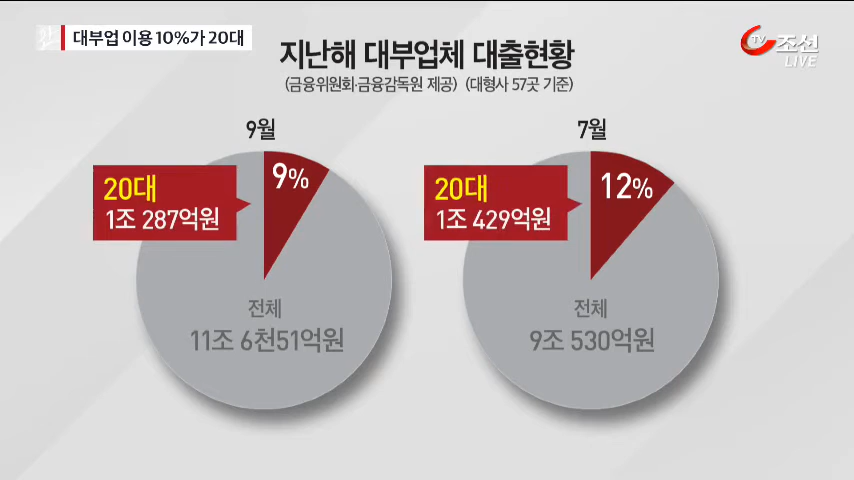 대부업 이용 10%가 20대
지난해 대부업체 대출현황
TV조선
LIVE
(금융위원회·금융감독원 제공) (대형사 57곳 기준)
9월
7월
20대
1조 287억원
9%
전체
11조 6천51억원
20대
1조 429억원
12%
전체
9조 530억원